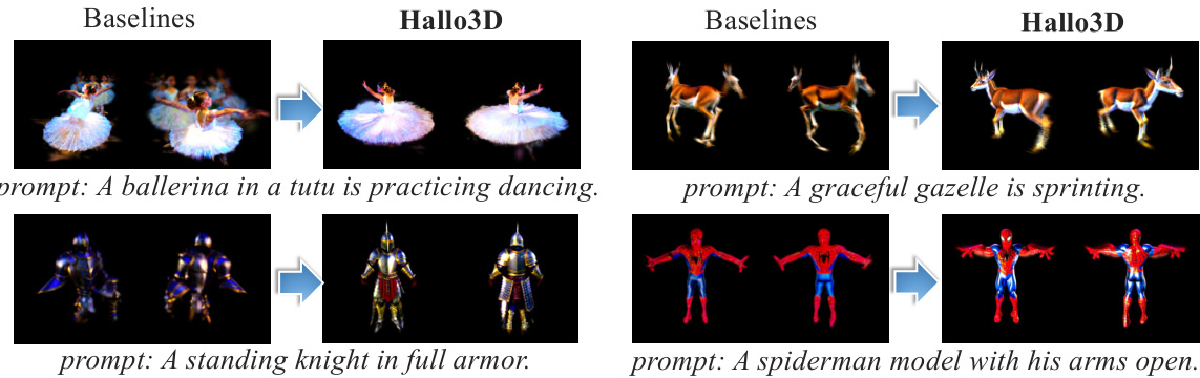 Baselines
Hallo3D
Baselines
Hallo3D
prompt: A ballerina in a tutu is practicing dancing.
prompt: A graceful gazelle is sprinting.
prompt: A standing knight in full armor.
prompt: A spiderman model with his arms open.